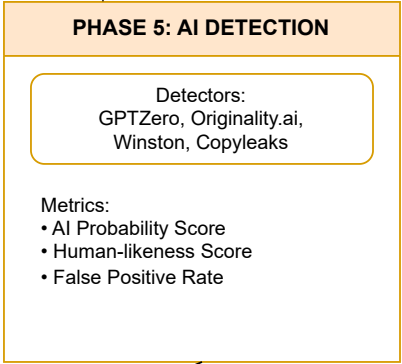 PHASE 5: AI DETECTION
Detectors:
GPTZero, Originality.ai,
Winston, Copyleaks
Metrics:
• AI Probability Score
• Human-likeness Score
• False Positive Rate